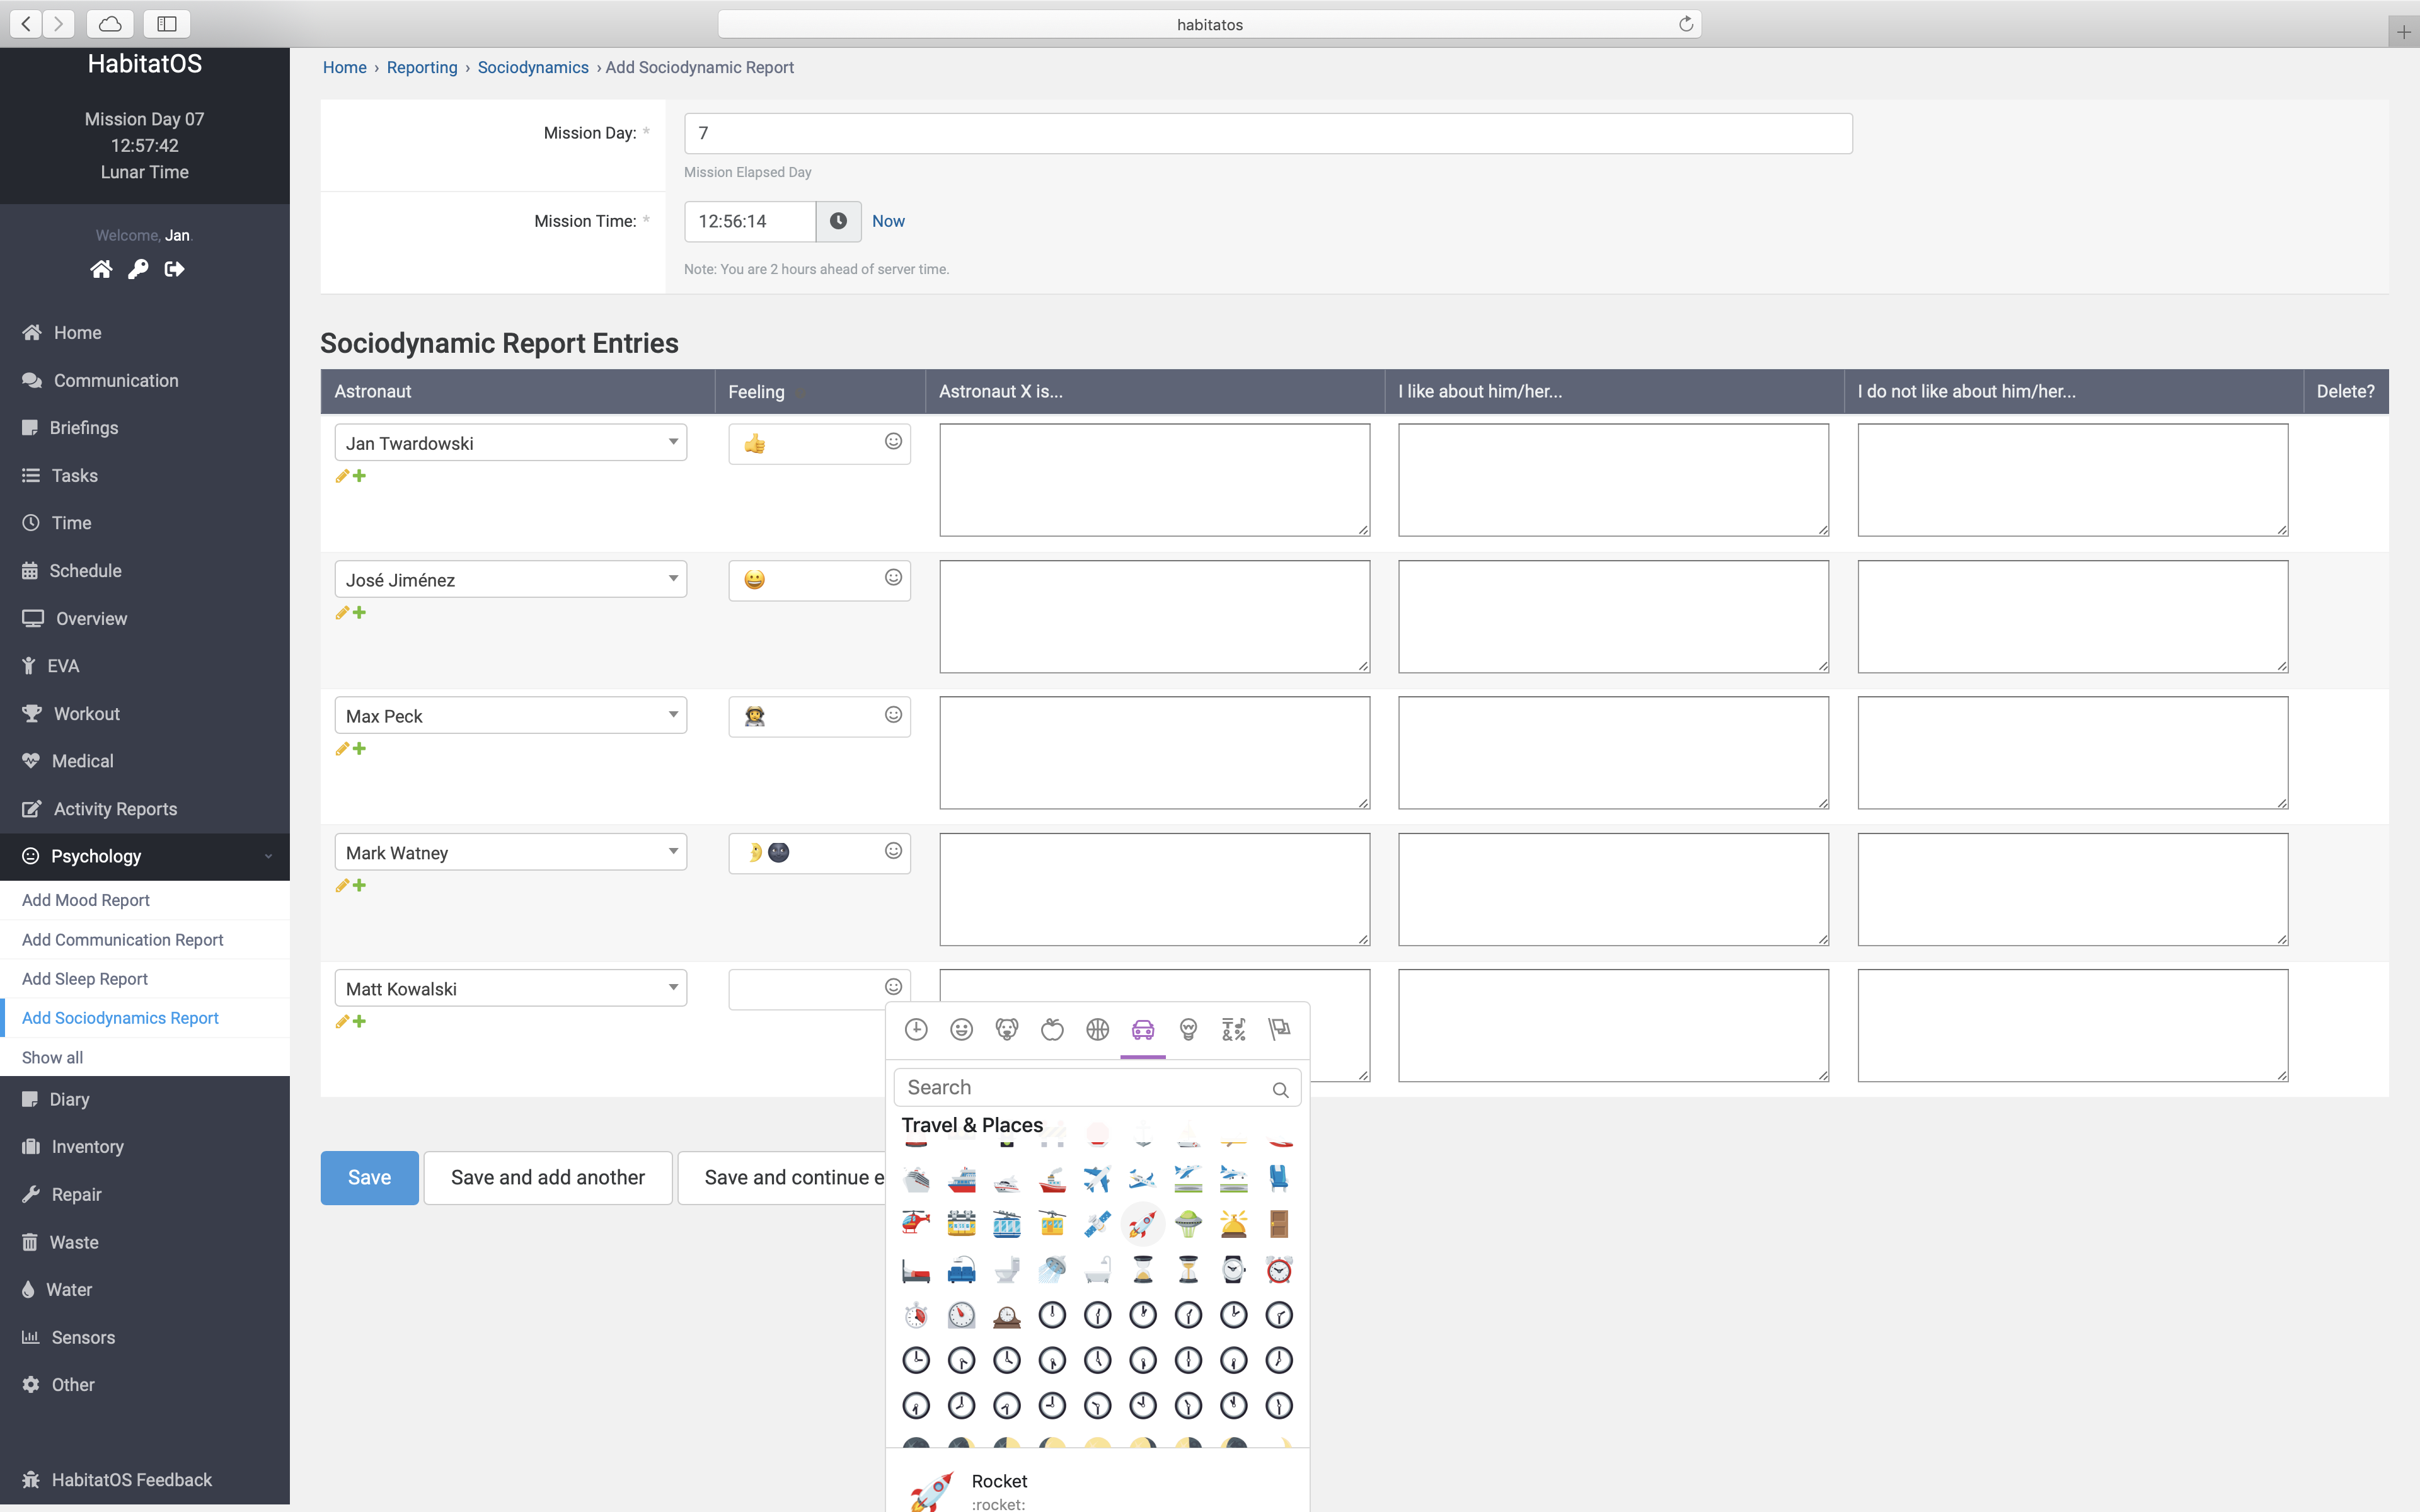 habitatos
HabitatOS
Mission Day 07
12:57:42
Lunar Time
Welcome, Jan.
Home
Communication
Briefings
Tasks
Time
Schedule
Overview
EVA
Workout
Medical
Activity Reports
Psychology
Add Mood Report
Add Communication Report
Add Sleep Report
Add Sociodynamics Report
Show all
Diary
Inventory
Repair
Waste
Water
Sensors
Other
HabitatOS Feedback
Home › Reporting › Sociodynamics › Add Sociodynamic Report
Mission Day: * 7
Mission Elapsed Day
Mission Time: * 12:56:14 Now
Note: You are 2 hours ahead of server time.
Sociodynamic Report Entries
Astronaut Feeling Astronaut X is... I like about him/her... I do not like about him/her... Delete?
Jan Twardowski 👍
José Jiménez 😀
Max Peck 👩‍🚀
Mark Watney 🌛🌚
Matt Kowalski
Search
Travel & Places
Save Save and add another Save and continue e
Rocket
:rocket: